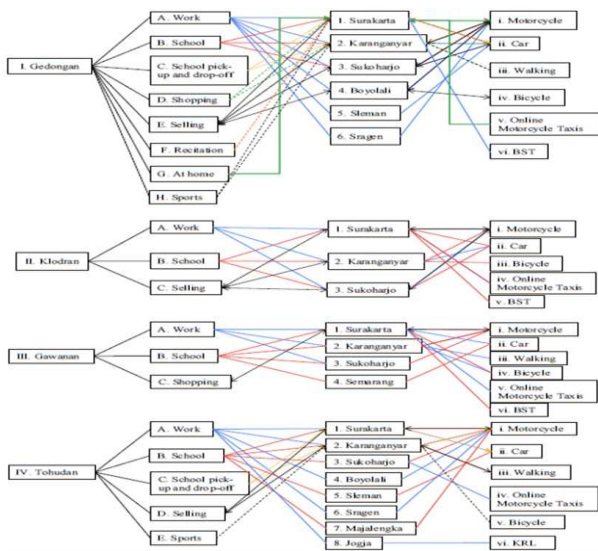 I. Gedongan
A. Work
B. School
C. School pick-
up and drop-off
D. Shopping
E. Selling
F. Recitation
G. At home
H. Sports
1. Surakarta
2. Karanganyar
3. Sukoharjo
4. Boyolali
5. Sleman
6. Sragen
i. Motorcycle
ii. Car
iii. Walking
iv. Bicycle
v. Online
Motorcycle Taxis
vi. BST
II. Klodran
A. Work
B. School
C. Selling
1. Surakarta
2. Karanganyar
3. Sukoharjo
i. Motorcycle
ii. Car
iii. Bicycle
iv. Online
Motorcycle Taxis
v. BST
III. Gawanan
A. Work
B. School
C. Shopping
1. Surakarta
2. Karanganyar
3. Sukoharjo
4. Semarang
i. Motorcycle
ii. Car
iii. Walking
iv. Bicycle
v. Online
Motorcycle Taxis
vi. BST
IV. Tohudan
A. Work
B. School
C. School pick-
up and drop-off
D. Selling
E. Sports
1. Surakarta
2. Karanganyar
3. Sukoharjo
4. Boyolali
5. Sleman
6. Sragen
7. Majalengka
8. Jogja
i. Motorcycle
ii. Car
iii. Walking
iv. Online
Motorcycle Taxis
v. Bicycle
vi. KRL